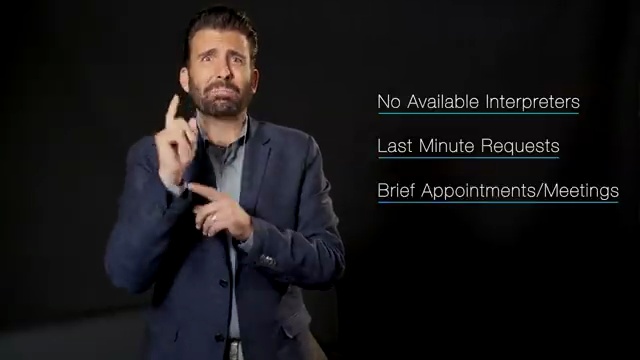 No Available Interpreters
Last Minute Requests
Brief Appointments/Meetings